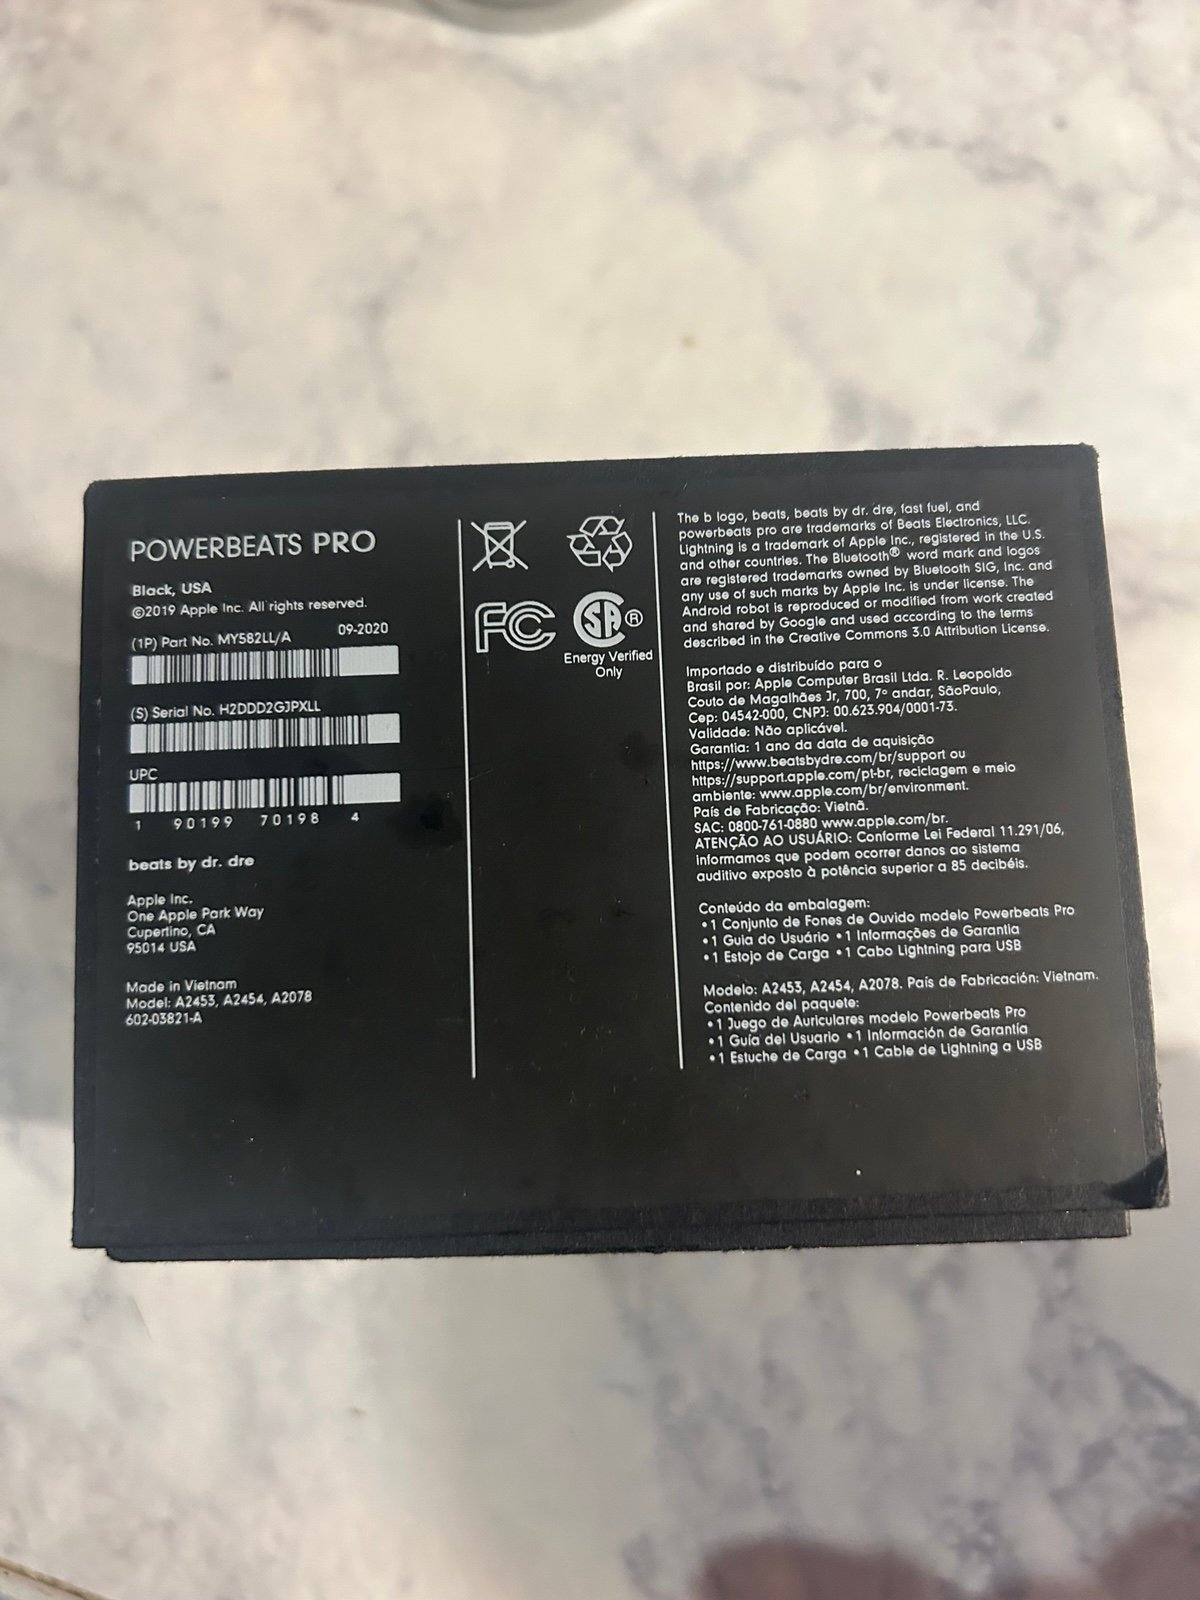 POWERBEATS PRO
Black, USA
©2019 Apple Inc. All rights reserved.
(1P) Part No. MY582LL/A 09-2020
(S) Serial No. H2DDD2GJPXLL
UPC
1 90199 70198 4
beats by dr. dre
Apple Inc.
One Apple Park Way
Cupertino, CA
95014 USA
Made in Vietnam
Model: A2453, A2454, A2078
602-03821-A
FC
SA®
Energy Verified
Only
The b logo, beats, beats by dr. dre, fast fuel, and
powerbeats pro are trademarks of Beats Electronics, LLC.
Lightning is a trademark of Apple Inc., registered in the U.S.
and other countries. The Bluetooth® word mark and logos
are registered trademarks owned by Bluetooth SIG, Inc. and
any use of such marks by Apple Inc. is under license. The
Android robot is reproduced or modified from work created
and shared by Google and used according to the terms
described in the Creative Commons 3.0 Attribution License.
Importado e distribuído para o
Brasil por: Apple Computer Brasil Ltda. R. Leopoldo
Couto de Magalhães Jr, 700, 7º andar, SãoPaulo,
Cep: 04542-000, CNPJ: 00.623.904/0001-73.
Validade: Não aplicável.
Garantia: 1 ano da data de aquisição
https://www.beatsbydre.com/br/support ou
https://support.apple.com/pt-br, reciclagem e meio
ambiente: www.apple.com/br/environment.
País de Fabricação: Vietnã.
SAC: 0800-761-0880 www.apple.com/br.
ATENÇÃO AO USUÁRIO: Conforme Lei Federal 11.291/06,
informamos que podem ocorrer danos ao sistema
auditivo exposto à potência superior a 85 decibéis.
Conteúdo da embalagem:
•1 Conjunto de Fones de Ouvido modelo Powerbeats Pro
•1 Guia do Usuário •1 Informações de Garantia
•1 Estojo de Carga •1 Cabo Lightning para USB
Modelo: A2453, A2454, A2078. País de Fabricación: Vietnam.
Contenido del paquete:
•1 Juego de Auriculares modelo Powerbeats Pro
•1 Guía del Usuario •1 Información de Garantía
•1 Estuche de Carga •1 Cable de Lightning a USB